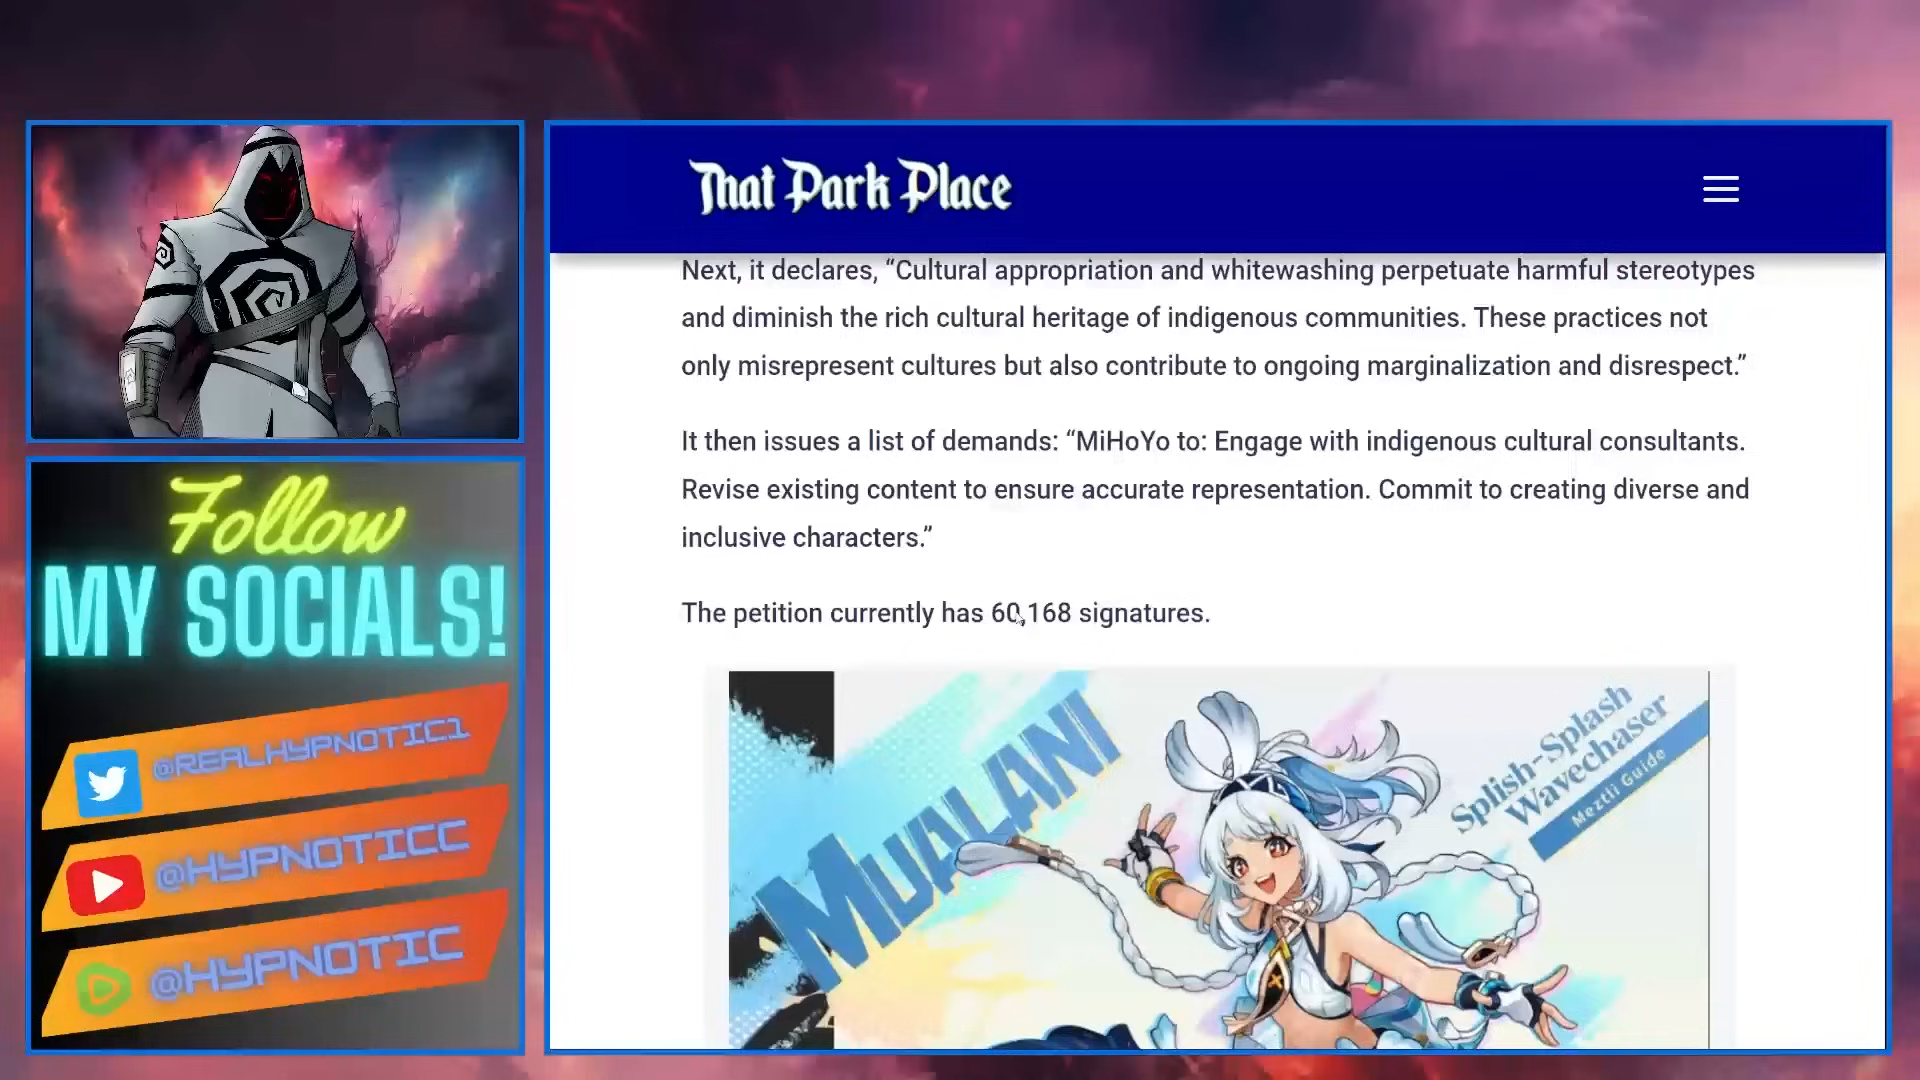 That Park Place
Next, it declares, “Cultural appropriation and whitewashing perpetuate harmful stereotypes
and diminish the rich cultural heritage of indigenous communities. These practices not
only misrepresent cultures but also contribute to ongoing marginalization and disrespect.”
It then issues a list of demands: “MiHoYo to: Engage with indigenous cultural consultants.
Revise existing content to ensure accurate representation. Commit to creating diverse and
inclusive characters.”
The petition currently has 60,168 signatures.
MUALANI
Splish-Splash
Wavechaser
Meztli Guide
Follow
MY SOCIALS!
@REALHYPNOTIC1
@HYPNOTICC
@HYPNOTIC